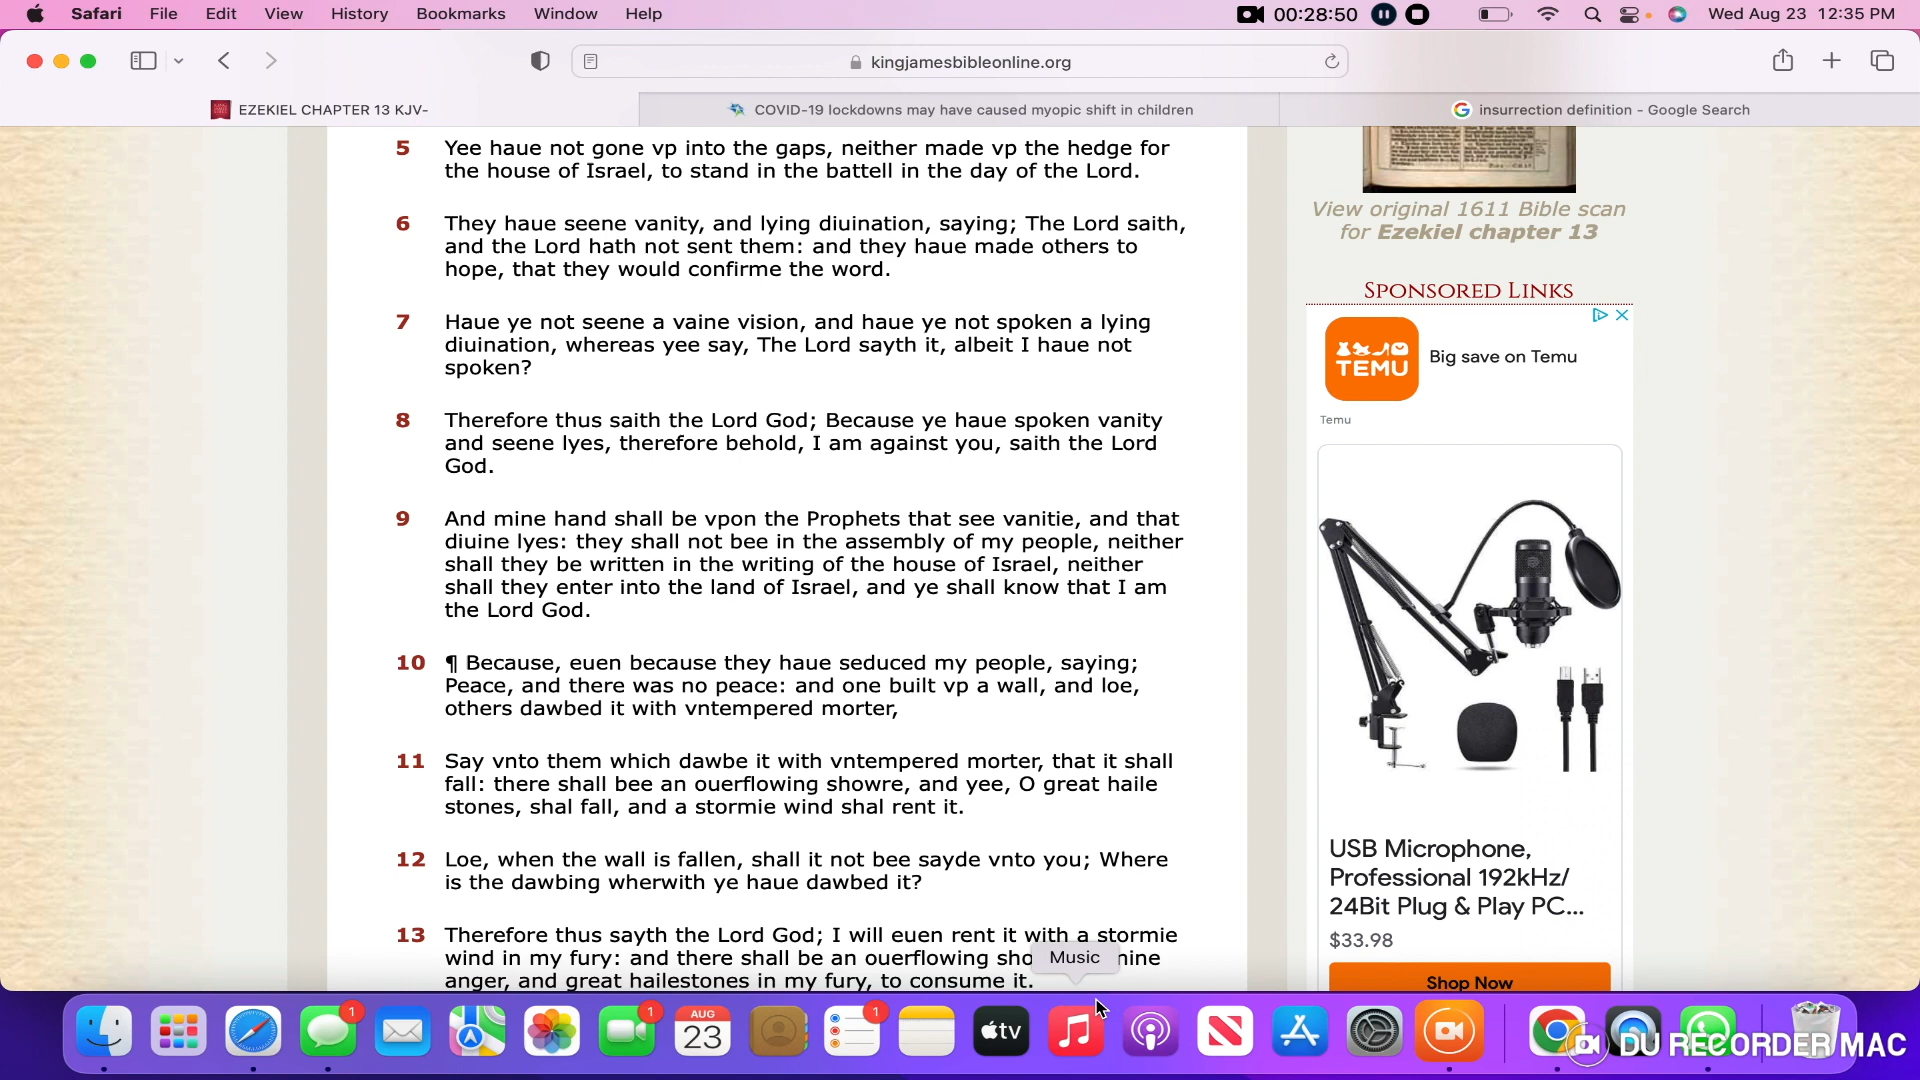 Safari File Edit View History Bookmarks Window Help 00:28:50 Wed Aug 23 12:35 PM
kingjamesbibleonline.org
EZEKIEL CHAPTER 13 KJV- COVID-19 lockdowns may have caused myopic shift in children insurrection definition - Google Search
5 Yee haue not gone vp into the gaps, neither made vp the hedge for
the house of Israel, to stand in the battell in the day of the Lord.
6 They haue seene vanity, and lying diuination, saying; The Lord saith,
and the Lord hath not sent them: and they haue made others to
hope, that they would confirme the word.
7 Haue ye not seene a vaine vision, and haue ye not spoken a lying
diuination, whereas yee say, The Lord sayth it, albeit I haue not
spoken?
8 Therefore thus saith the Lord God; Because ye haue spoken vanity
and seene lyes, therefore behold, I am against you, saith the Lord
God.
9 And mine hand shall be vpon the Prophets that see vanitie, and that
diuine lyes: they shall not bee in the assembly of my people, neither
shall they be written in the writing of the house of Israel, neither
shall they enter into the land of Israel, and ye shall know that I am
the Lord God.
10 ¶ Because, euen because they haue seduced my people, saying;
Peace, and there was no peace: and one built vp a wall, and loe,
others dawbed it with vntempered morter,
11 Say vnto them which dawbe it with vntempered morter, that it shall
fall: there shall bee an ouerflowing showre, and yee, O great haile
stones, shal fall, and a stormie wind shal rent it.
12 Loe, when the wall is fallen, shall it not bee sayde vnto you; Where
is the dawbing wherwith ye haue dawbed it?
13 Therefore thus sayth the Lord God; I will euen rent it with a stormie
wind in my fury: and there shall be an ouerflowing
anger, and great hailestones in my fury, to consume it.
View original 1611 Bible scan
for Ezekiel chapter 13
SPONSORED LINKS
TEMU
Big save on Temu
Temu
USB Microphone,
Professional 192kHz/
24Bit Plug & Play PC...
$33.98
Shop Now
Music
1
1
AUG
23
1
tv
DU RECORDER MAC